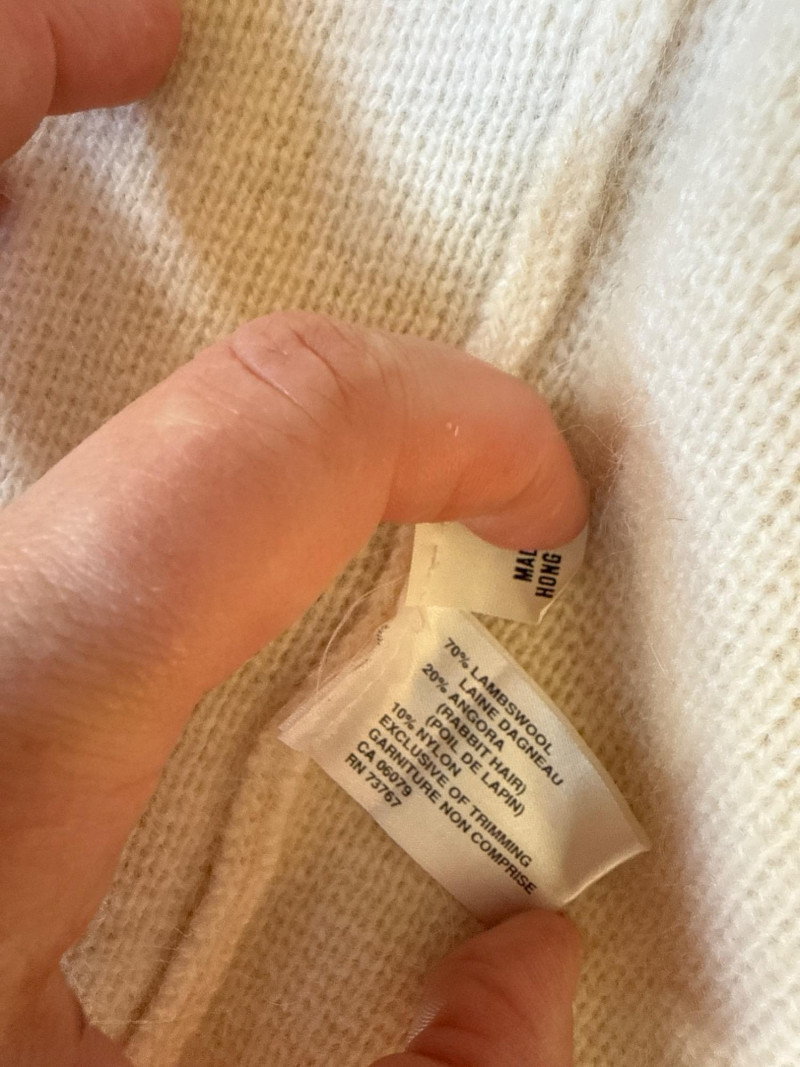 HONG
70% LAMBSWOOL
LAINE DAGNEAU
20% ANGORA
(RABBIT HAIR)
(POIL DE LAPIN)
10% NYLON
EXCLUSIVE OF TRIMMING
GARNITURE NON COMPRISE
CA 06079
RN 73767